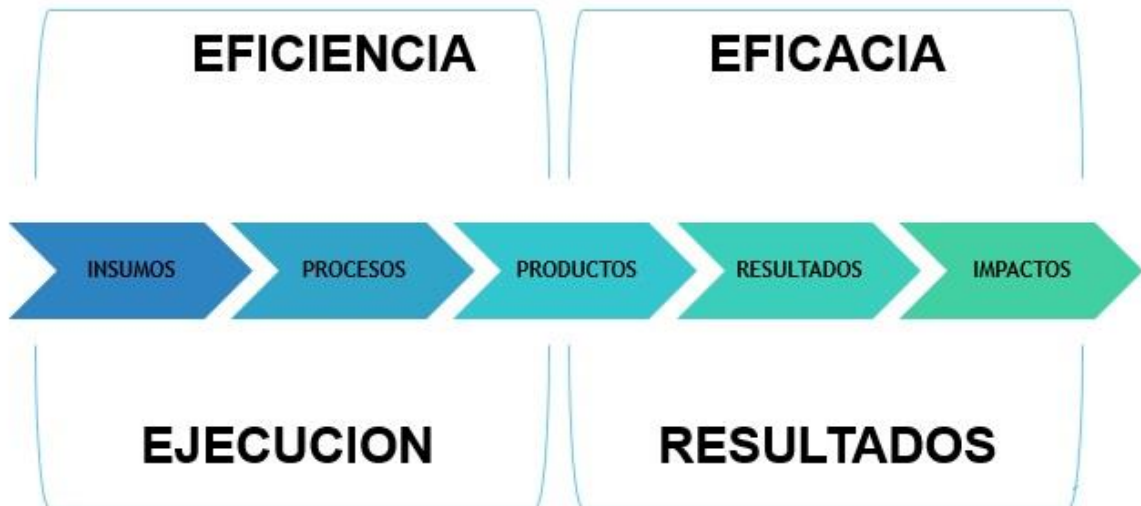 EFICIENCIA EFICACIA
INSUMOS PROCESOS PRODUCTOS RESULTADOS IMPACTOS
EJECUCION RESULTADOS